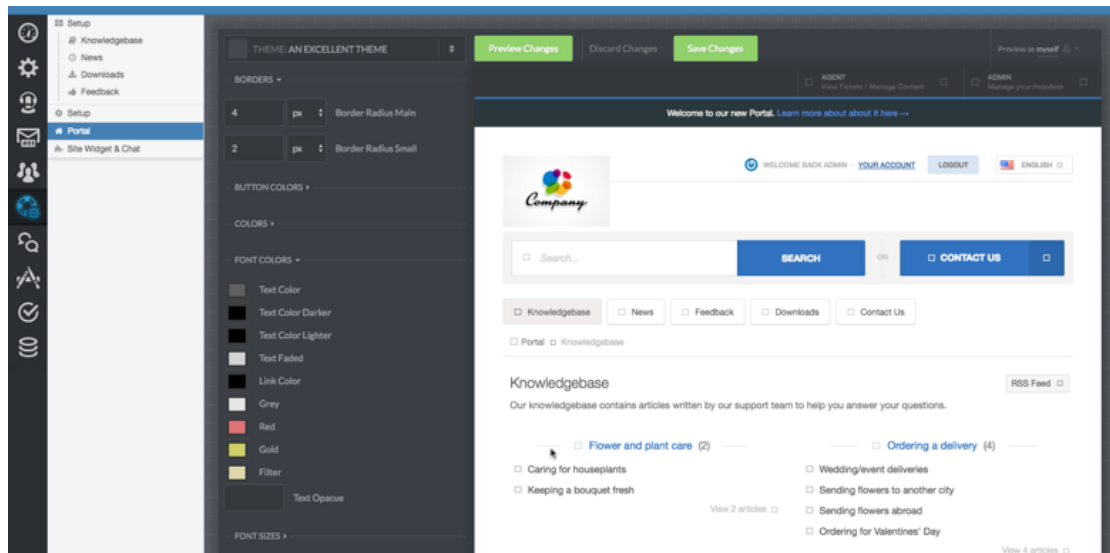 Setup
Knowledgebase
News
Downloads
Feedback
Setup
Portal
Site Widget & Chat
THEME: AN EXCELLENT THEME
BORDERS
4 px Border Radius Main
2 px Border Radius Small
BUTTON COLORS
COLORS
FONT COLORS
Text Color
Text Color Darker
Text Color Lighter
Text Faded
Link Color
Grey
Red
Gold
Filter
Text Opacue
FONT SIZES
Preview Changes Discard Changes Save Changes Preview as myself
AGENT
View Tickets / Manage Content
ADMIN
Manage your Helpdesk
Welcome to our new Portal. Learn more about about it here →
Company
WELCOME BACK ADMIN - YOUR ACCOUNT LOGOUT ENGLISH
Search... SEARCH OR CONTACT US
Knowledgebase News Feedback Downloads Contact Us
Portal Knowledgebase
Knowledgebase RSS Feed
Our knowledgebase contains articles written by our support team to help you answer your questions.
Flower and plant care (2)
Caring for houseplants
Keeping a bouquet fresh
View 2 articles
Ordering a delivery (4)
Wedding/event deliveries
Sending flowers to another city
Sending flowers abroad
Ordering for Valentines' Day
View 4 articles